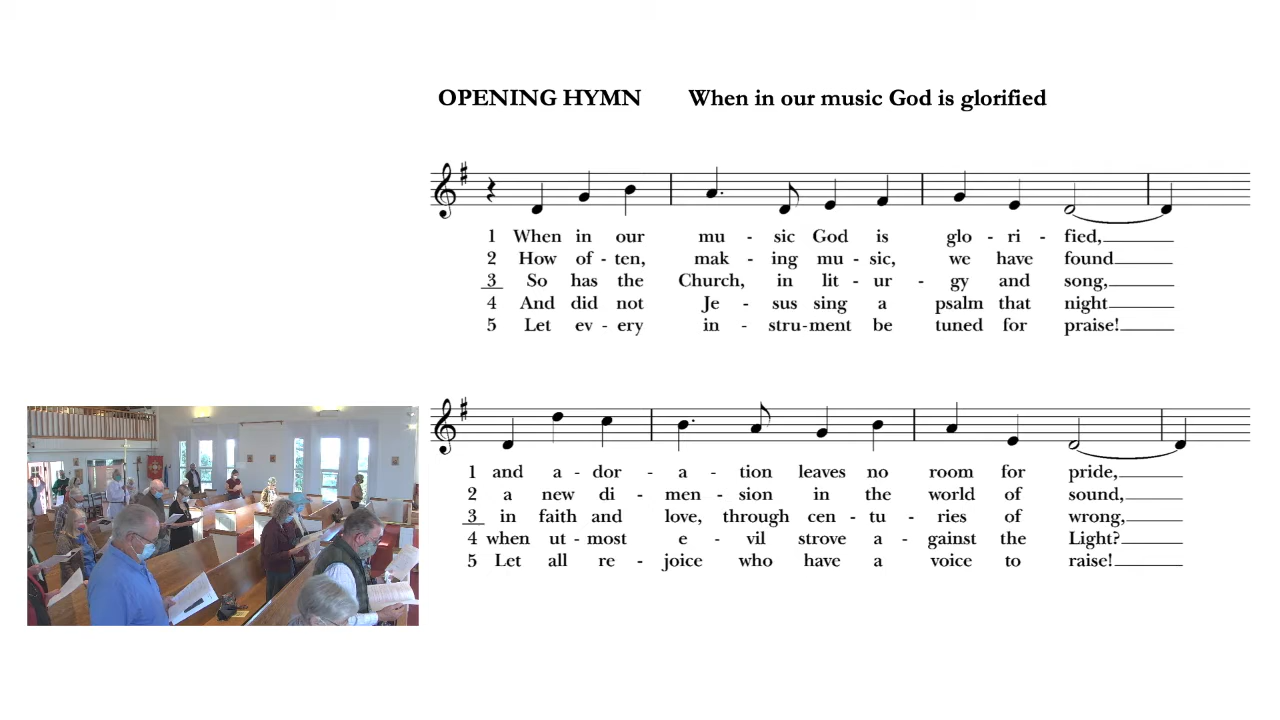 OPENING HYMN When in our music God is glorified
1 When in our mu - sic God is glo - ri - fied,
2 How of - ten, mak - ing mu - sic, we have found
3 So has the Church, in lit - ur - gy and song,
4 And did not Je - sus sing a psalm that night
5 Let ev - ery in - stru - ment be tuned for praise!
1 and a - dor - a - tion leaves no room for pride,
2 a new di - men - sion in the world of sound,
3 in faith and love, through cen - tu - ries of wrong,
4 when ut - most e - vil strove a - gainst the Light?
5 Let all re - joice who have a voice to raise!